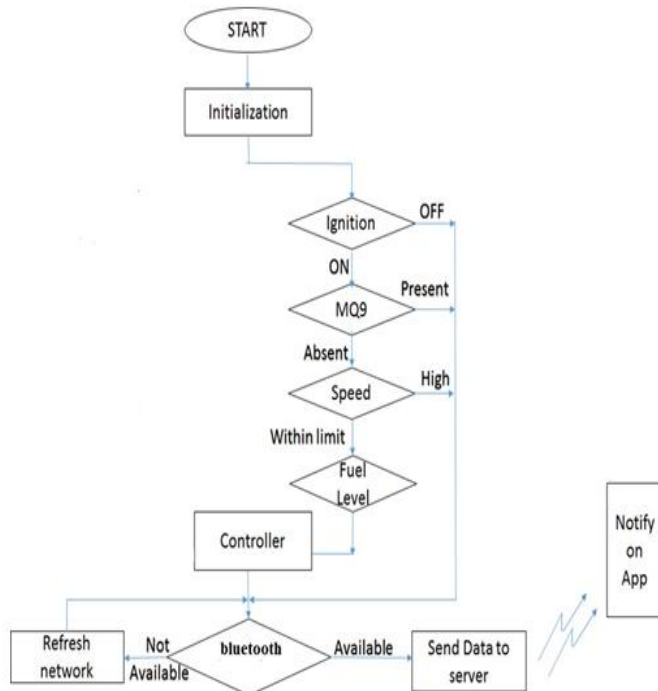 START
Initialization
Ignition
OFF
ON
MQ9
Present
Absent
Speed
High
Within limit
Fuel
Level
Controller
Notify
on
App
Refresh
network
Not
Available
bluetooth
Available
Send Data to
server